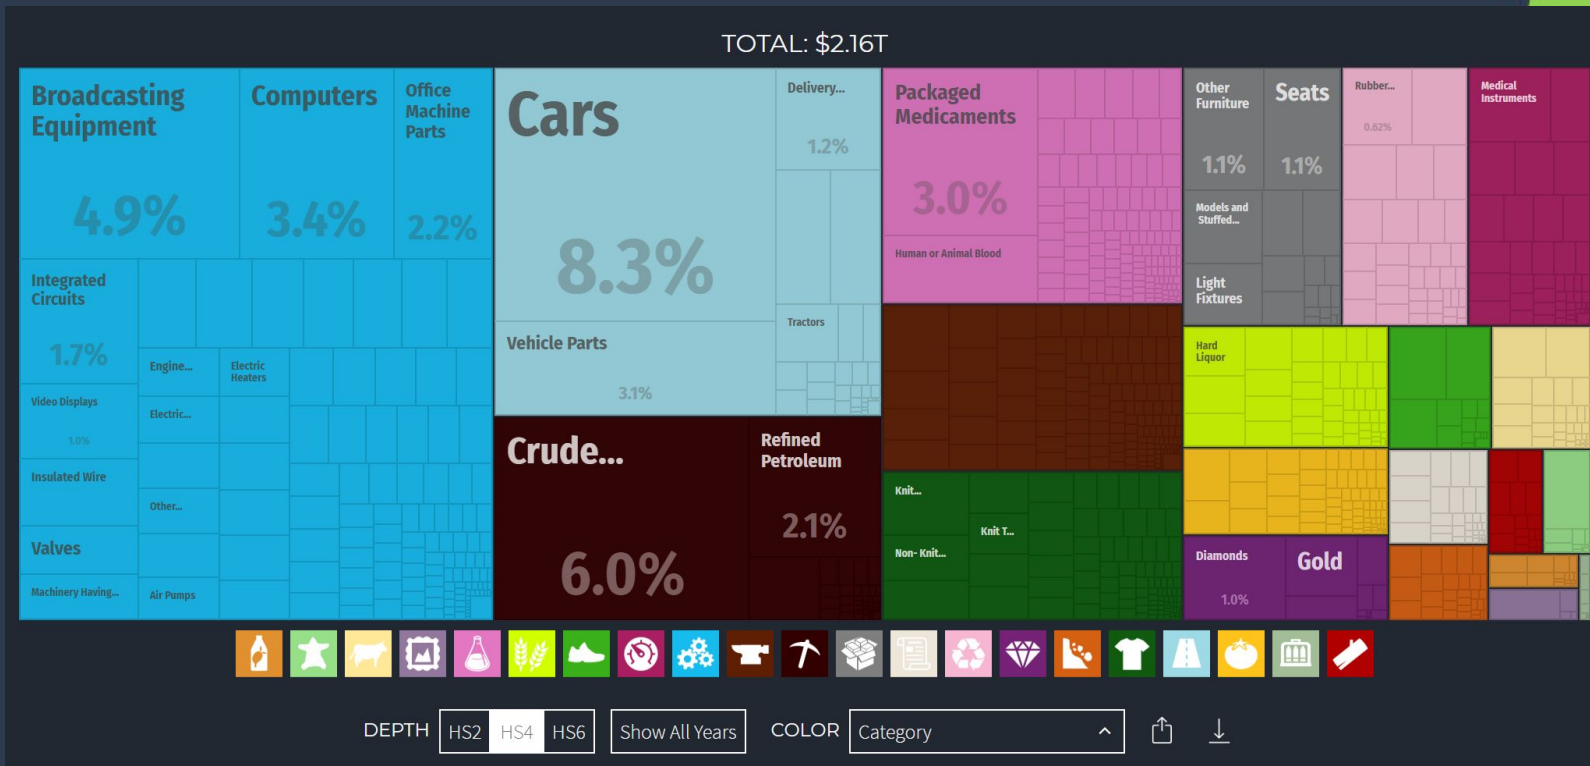 TOTAL: $2.16T
Broadcasting
Equipment
4.9%
Computers
3.4%
Office
Machine
Parts
2.2%
Integrated
Circuits
1.7%
Video Displays
1.0%
Insulated Wire
Valves
Machinery Having...
Engine...
Electric
Heaters
Electric...
Other...
Air Pumps
Cars
8.3%
Delivery...
1.2%
Vehicle Parts
3.1%
Tractors
Crude...
6.0%
Refined
Petroleum
2.1%
Packaged
Medicaments
3.0%
Human or Animal Blood
Knit...
Knit T...
Non- Knit...
Other
Furniture
1.1%
Seats
1.1%
Models and
Stuffed...
Light
Fixtures
Rubber...
0.62%
Medical
Instruments
Hard
Liquor
Diamonds
1.0%
Gold
DEPTH HS2 HS4 HS6 Show All Years COLOR Category